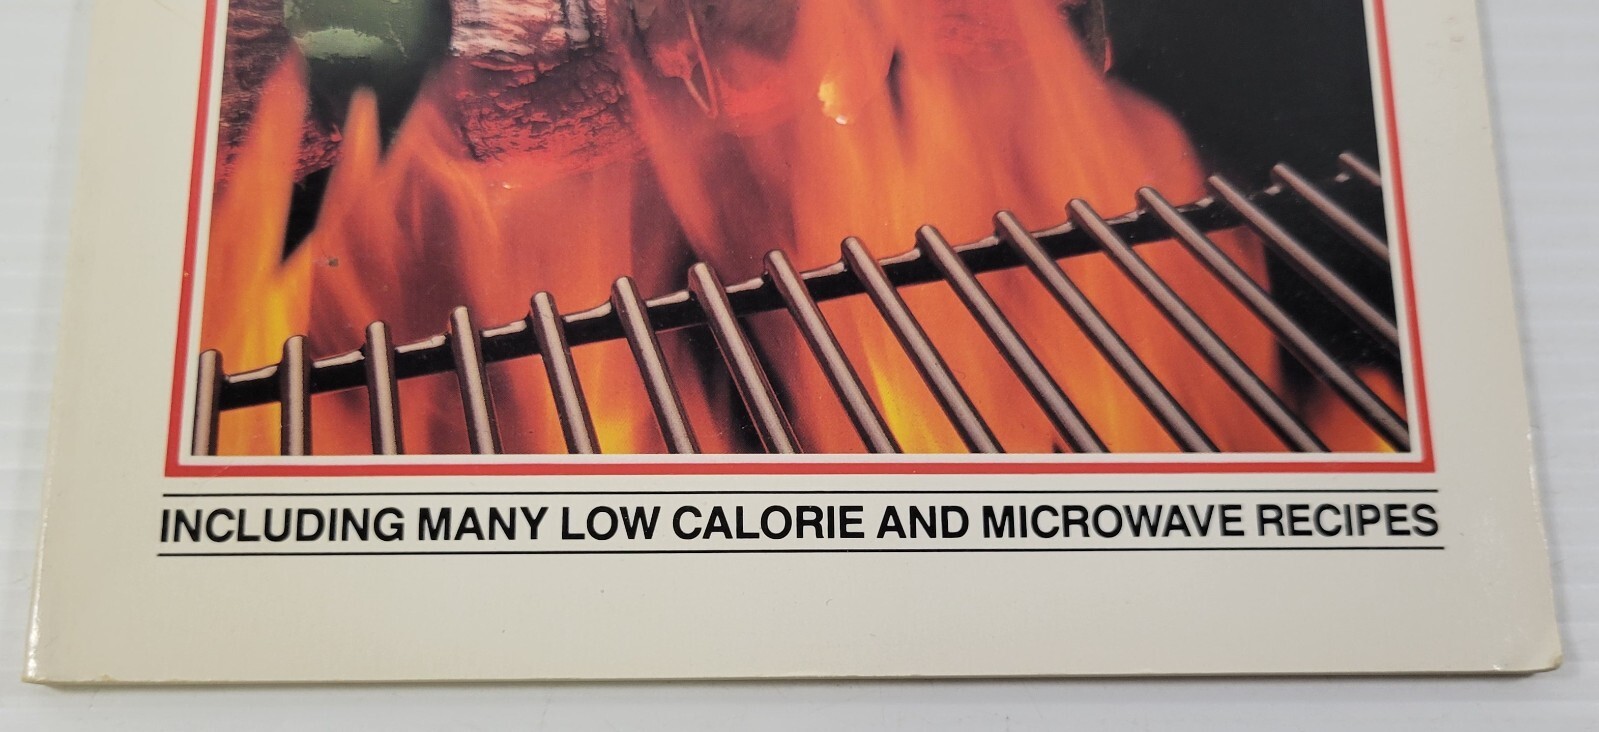 INCLUDING MANY LOW CALORIE AND MICROWAVE RECIPES